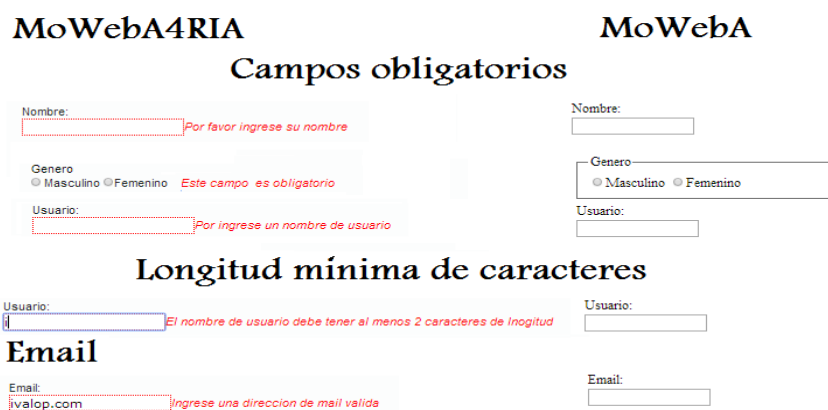 MoWebA4RIA MoWebA
Campos obligatorios
Nombre: Nombre:
Por favor ingrese su nombre
Genero Genero
Masculino Femenino Este campo es obligatorio Masculino Femenino
Usuario: Usuario:
Por ingrese un nombre de usuario
Longitud mínima de caracteres
Usuario: Usuario:
i El nombre de usuario debe tener al menos 2 caracteres de lnogitud
Email
Email: Email:
ivalop.com Ingrese una direccion de mail valida